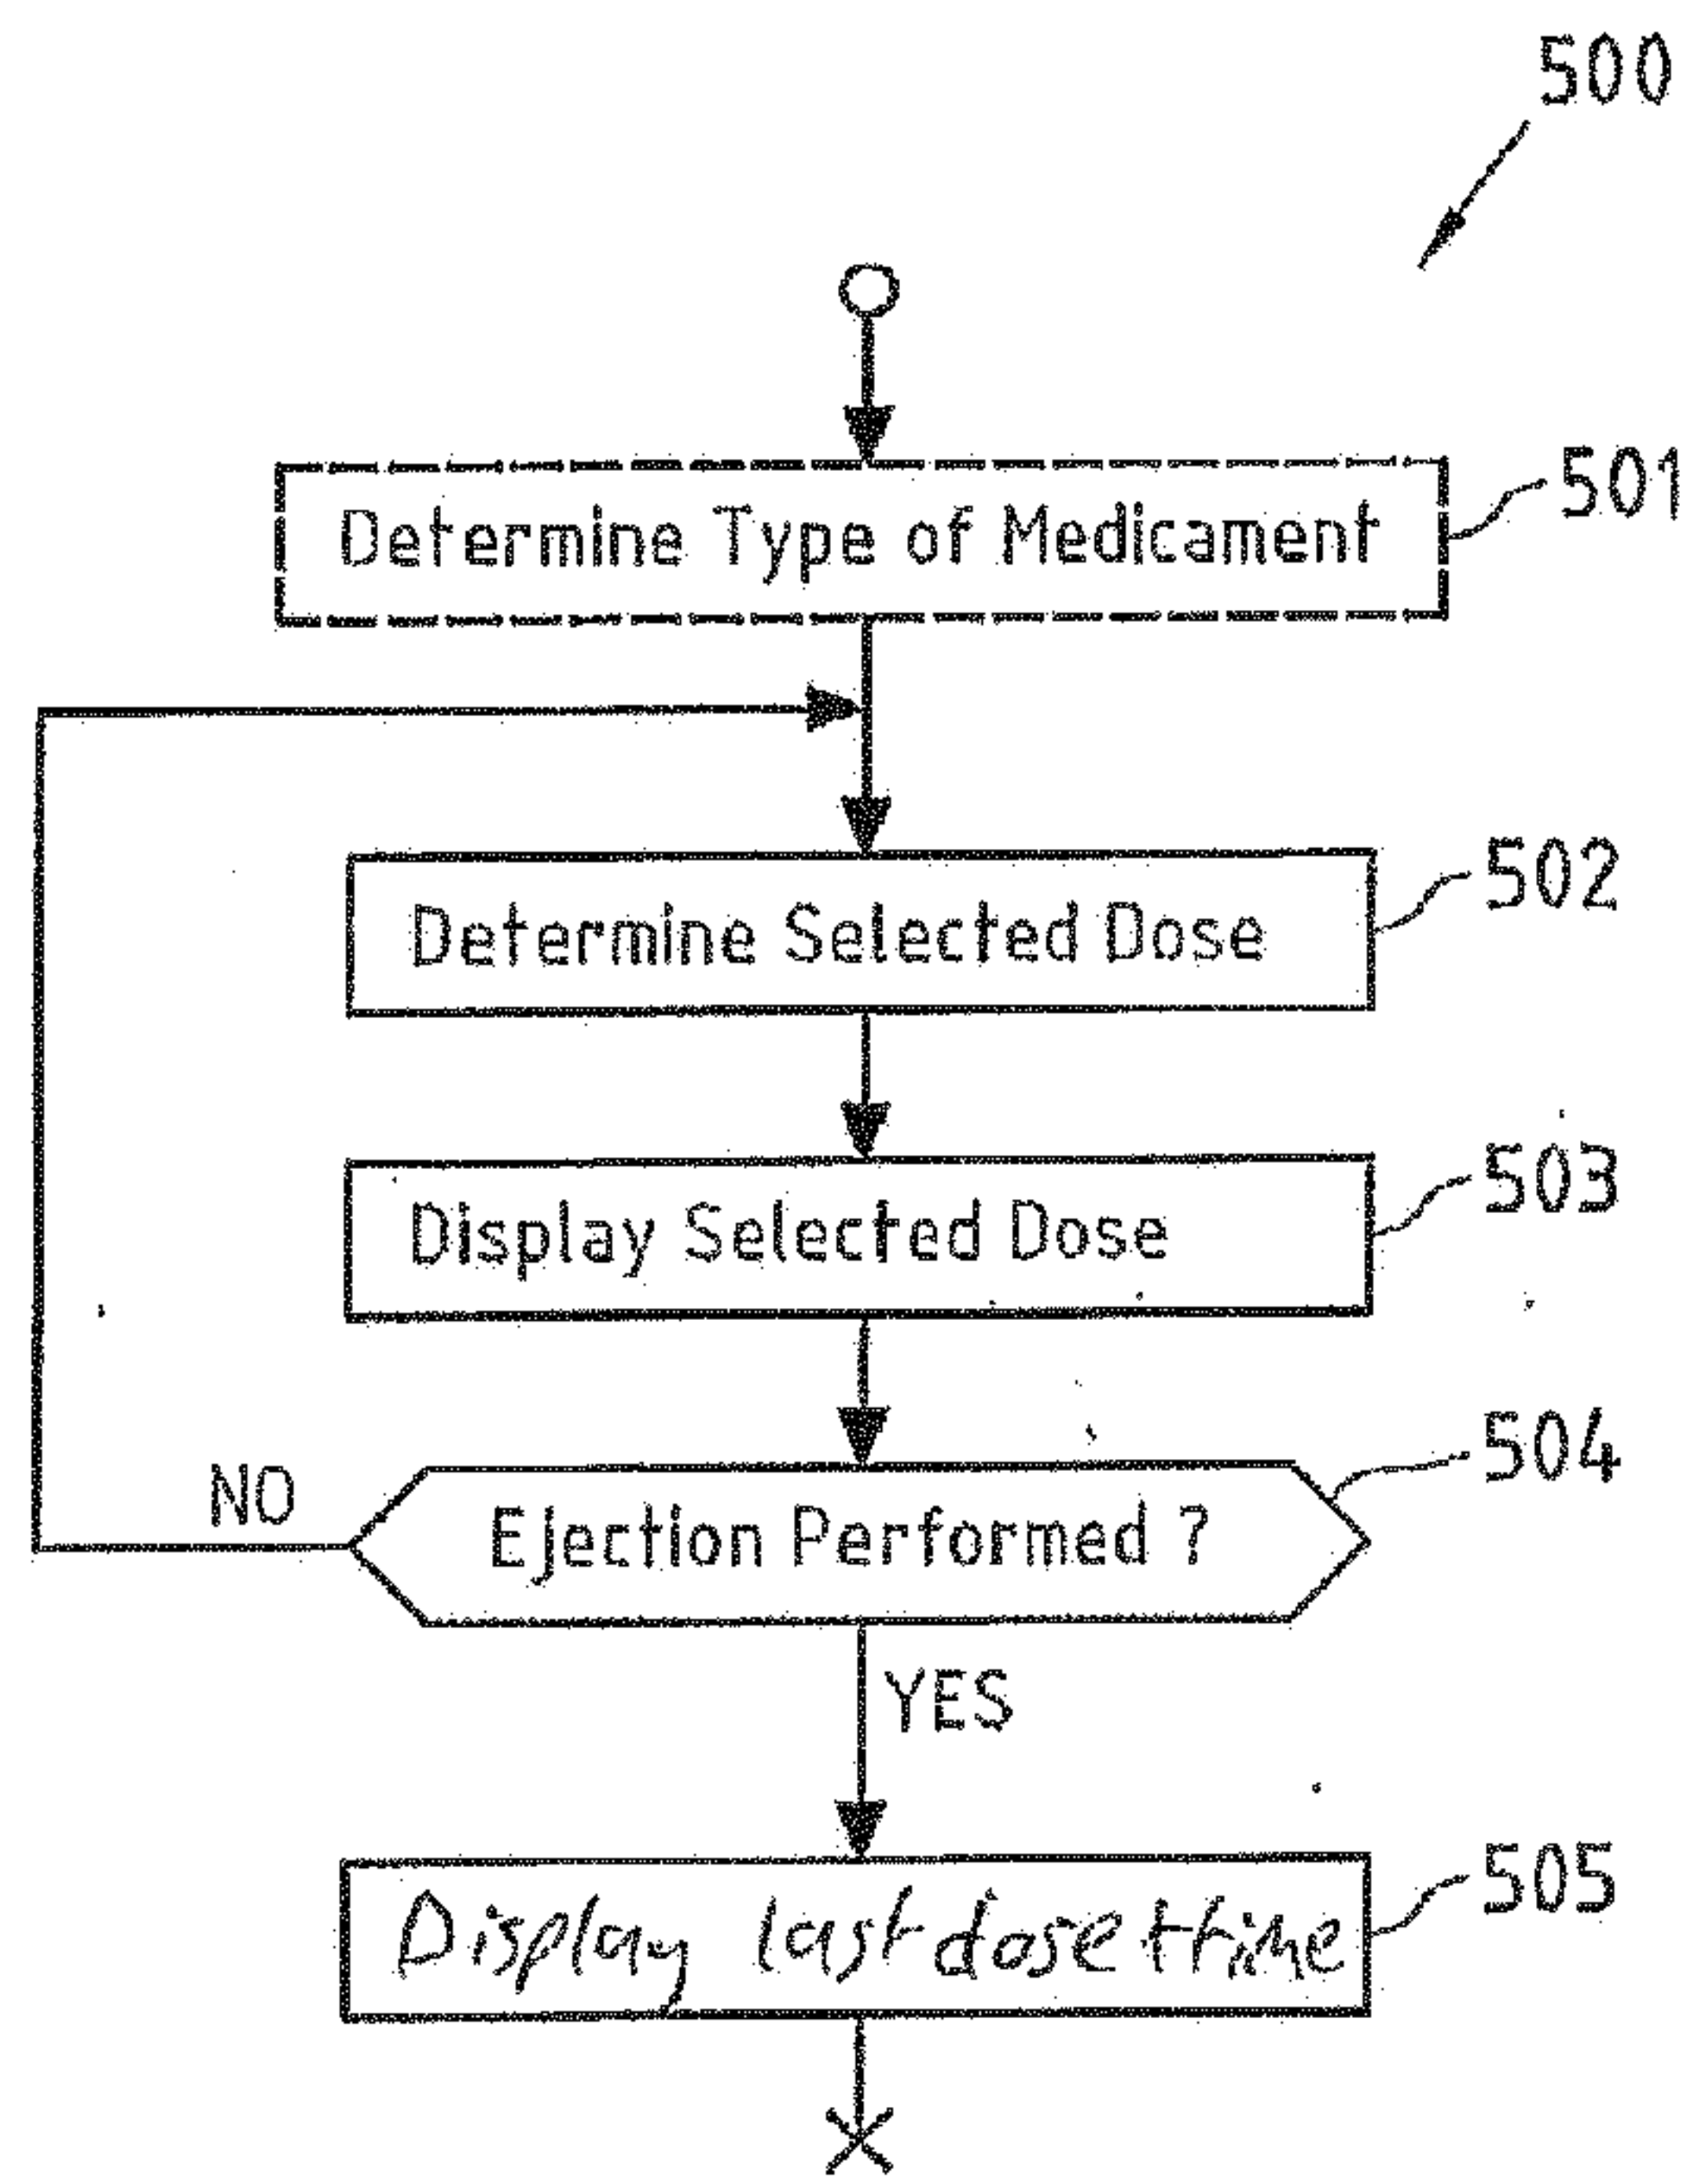 500
Determine Type of Medicament
501
Determine Selected Dose
502
Display Selected Dose
503
Ejection Performed ?
504
NO
YES
Display last dose + time
505